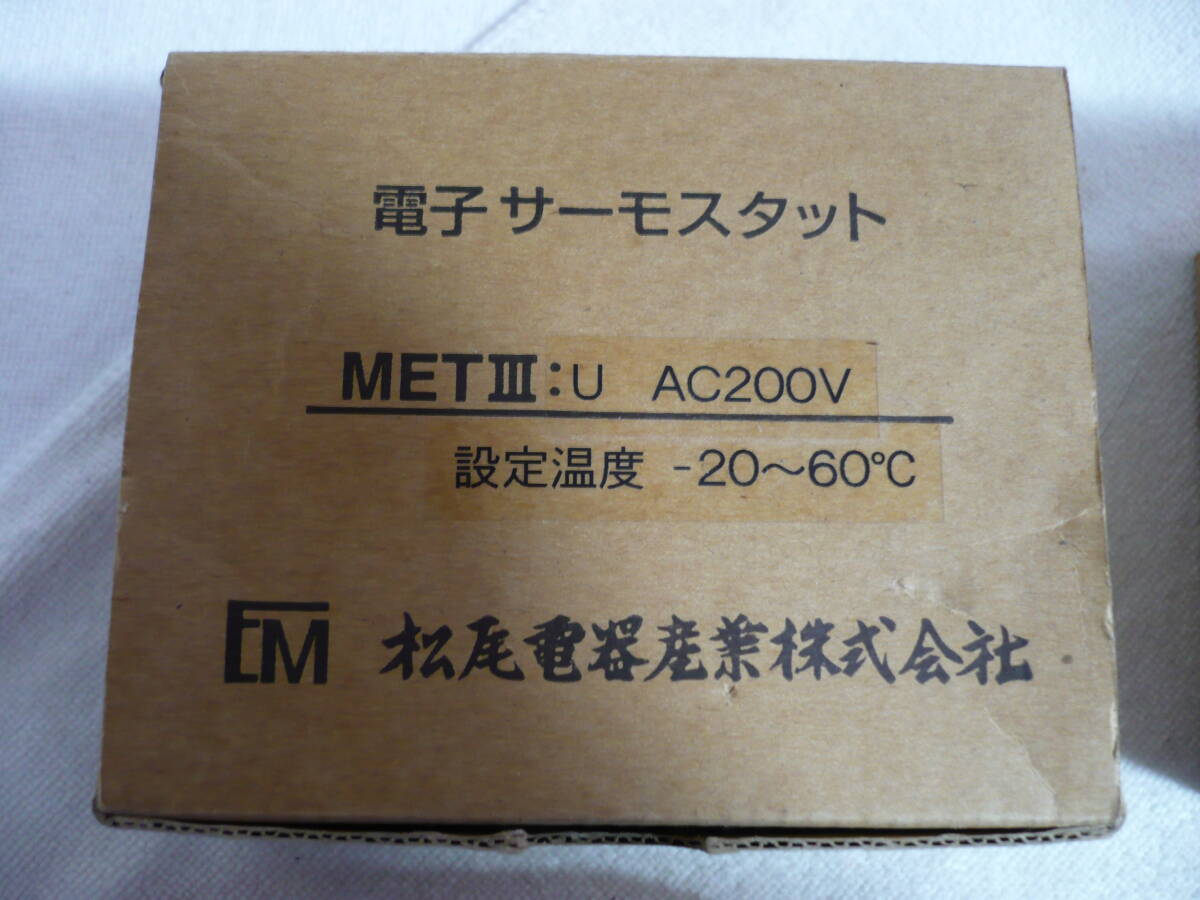 電子サーモスタット
METⅢ:U AC200V
設定温度 -20～60℃
EM 松尾電器産業株式会社